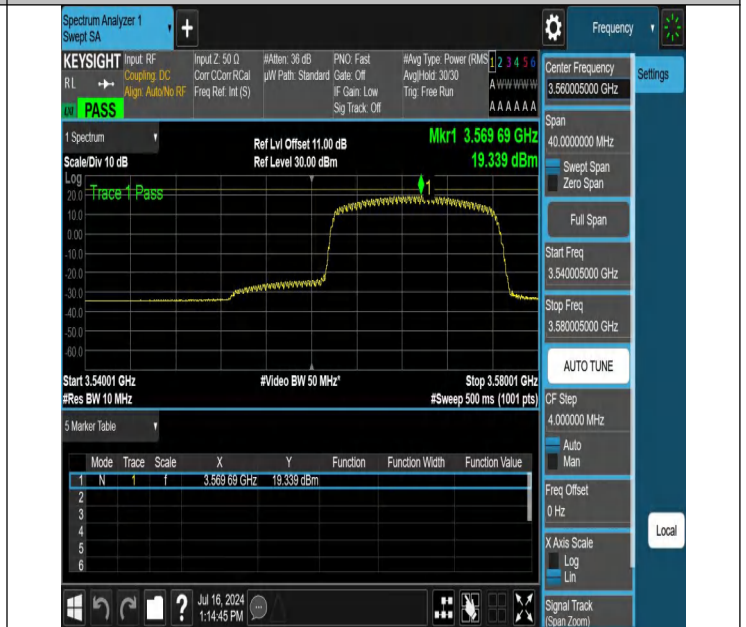 Spectrum Analyzer 1
Swept SA
Frequency
KEYSIGHT
RL
PASS
Input: RF
Coupling: DC
Align: Auto/No RF
Input Z: 50 Ω
Corr CCorr RCal
Freq Ref: Int (S)
#Atten: 36 dB
µW Path: Standard
PNO: Fast
Gate: Off
IF Gain: Low
Sig Track: Off
#Avg Type: Power (RMS
Avg|Hold: 30/30
Trig: Free Run
1 2 3 4 5 6
A W W W W W
A A A A A A
1 Spectrum
Scale/Div 10 dB
Ref Lvl Offset 11.00 dB
Ref Level 30.00 dBm
Mkr1 3.569 69 GHz
19.339 dBm
Log
Trace 1 Pass
1
20.0
10.0
0.00
-10.0
-20.0
-30.0
-40.0
-50.0
-60.0
Start 3.54001 GHz
#Res BW 10 MHz
#Video BW 50 MHz*
Stop 3.58001 GHz
#Sweep 500 ms (1001 pts)
5 Marker Table
Mode Trace Scale X Y Function Function Width Function Value
1 N 1 f 3.569 69 GHz 19.339 dBm
2
3
4
5
6
Jul 16, 2024
1:14:45 PM
Center Frequency
3.560005000 GHz
Settings
Span
40.0000000 MHz
Swept Span
Zero Span
Full Span
Start Freq
3.540005000 GHz
Stop Freq
3.580005000 GHz
AUTO TUNE
CF Step
4.000000 MHz
Auto
Man
Freq Offset
0 Hz
Local
X Axis Scale
Log
Lin
Signal Track
(Span Zoom)